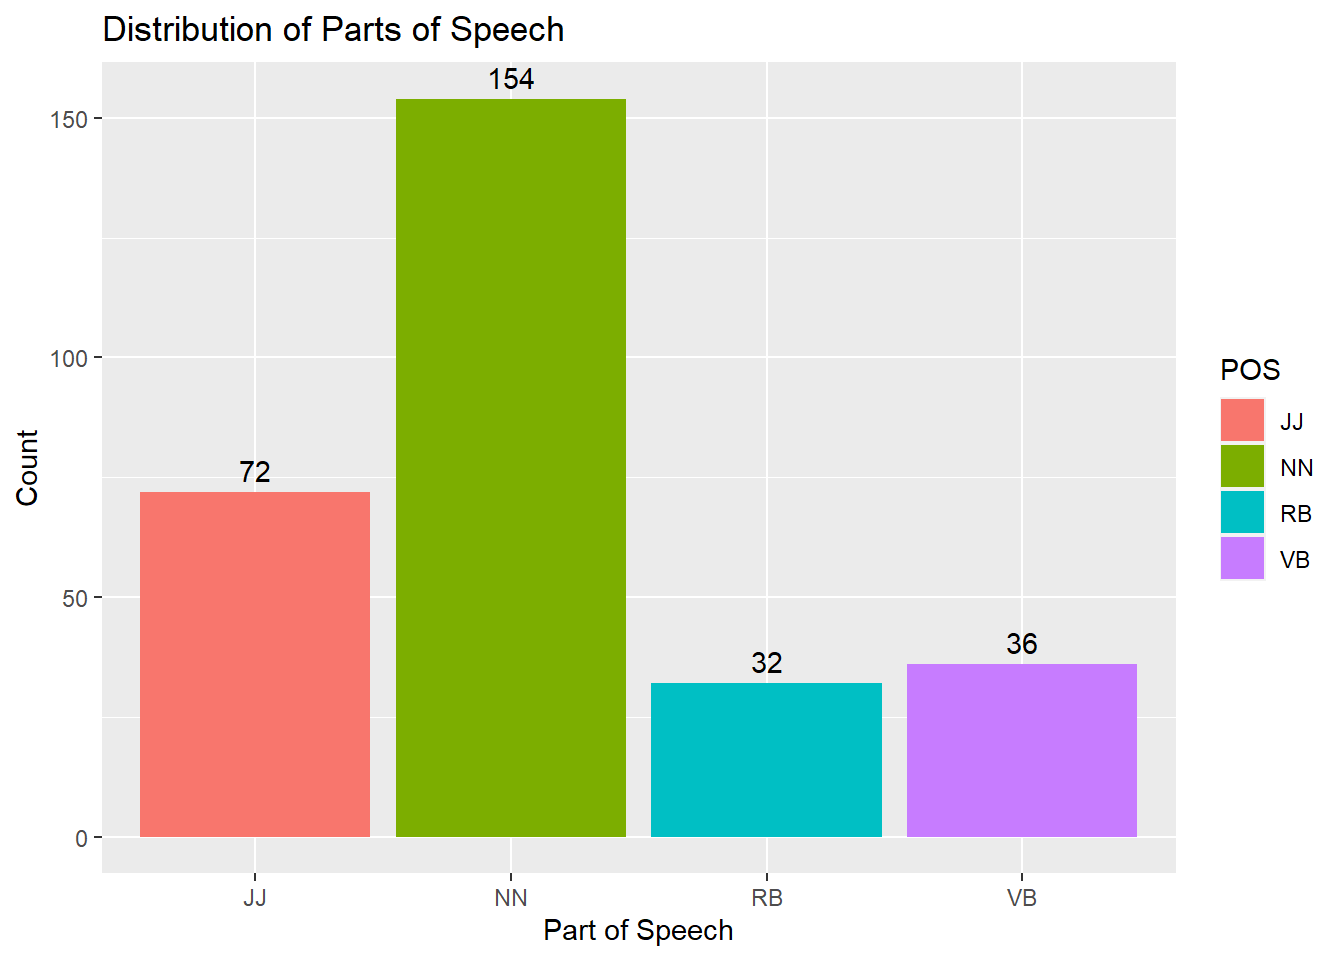 Distribution of Parts of Speech
154
150
100
72
50
36
32
0
JJ NN RB VB
Part of Speech
Count
POS
JJ
NN
RB
VB